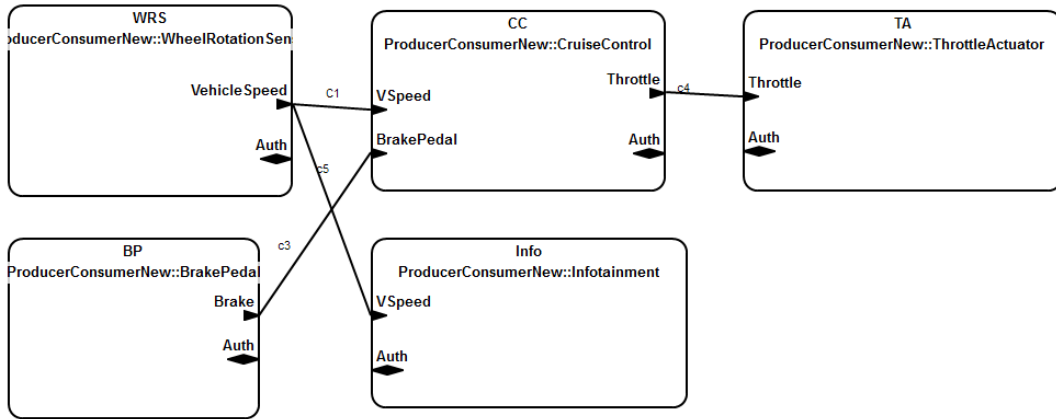 WRS
oducerConsumerNew::WheelRotationSen
VehicleSpeed
Auth
C1
c5
CC
ProducerConsumerNew::CruiseControl
Throttle
VSpeed
BrakePedal
Auth
c4
TA
ProducerConsumerNew::ThrottleActuator
Throttle
Auth
BP
ProducerConsumerNew::BrakePedal
Brake
Auth
c3
Info
ProducerConsumerNew::Infotainment
VSpeed
Auth